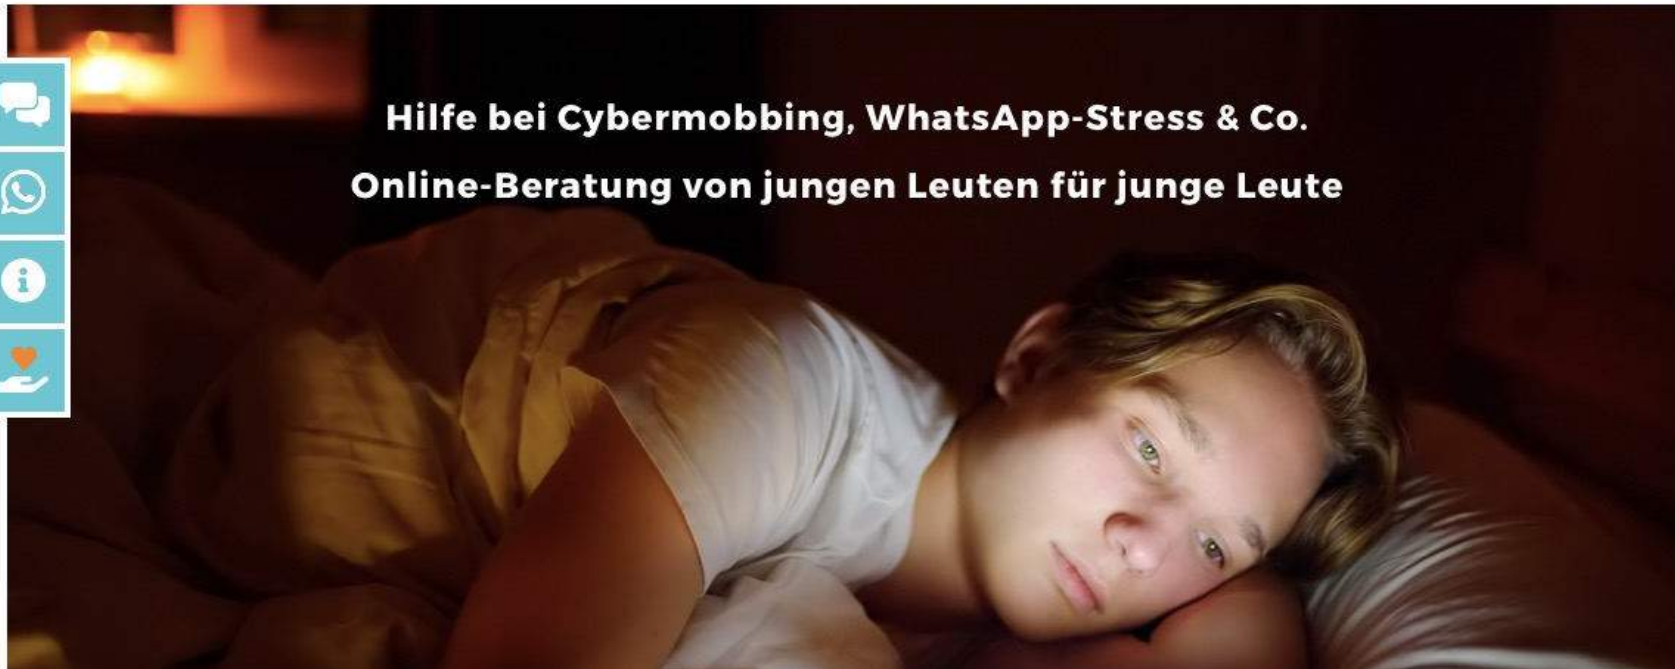 Hilfe bei Cybermobbing, WhatsApp-Stress & Co.
Online-Beratung von jungen Leuten für junge Leute